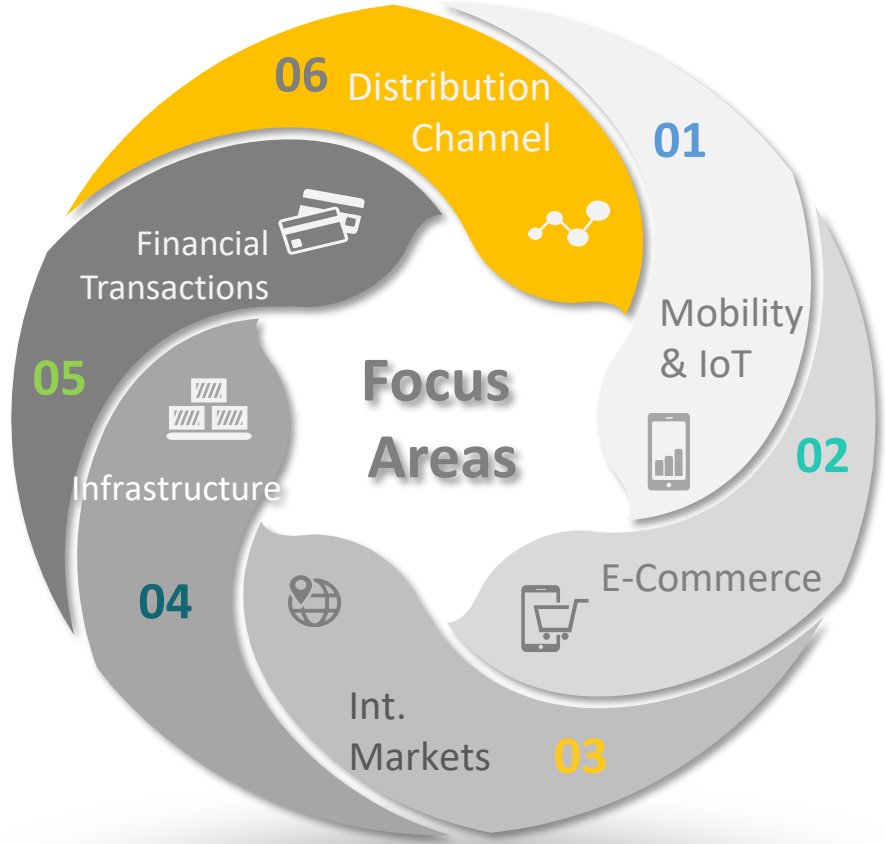 Focus
Areas
01
Mobility
& IoT
02
E-Commerce
03
Int.
Markets
04
Infrastructure
05
Financial
Transactions
06
Distribution
Channel